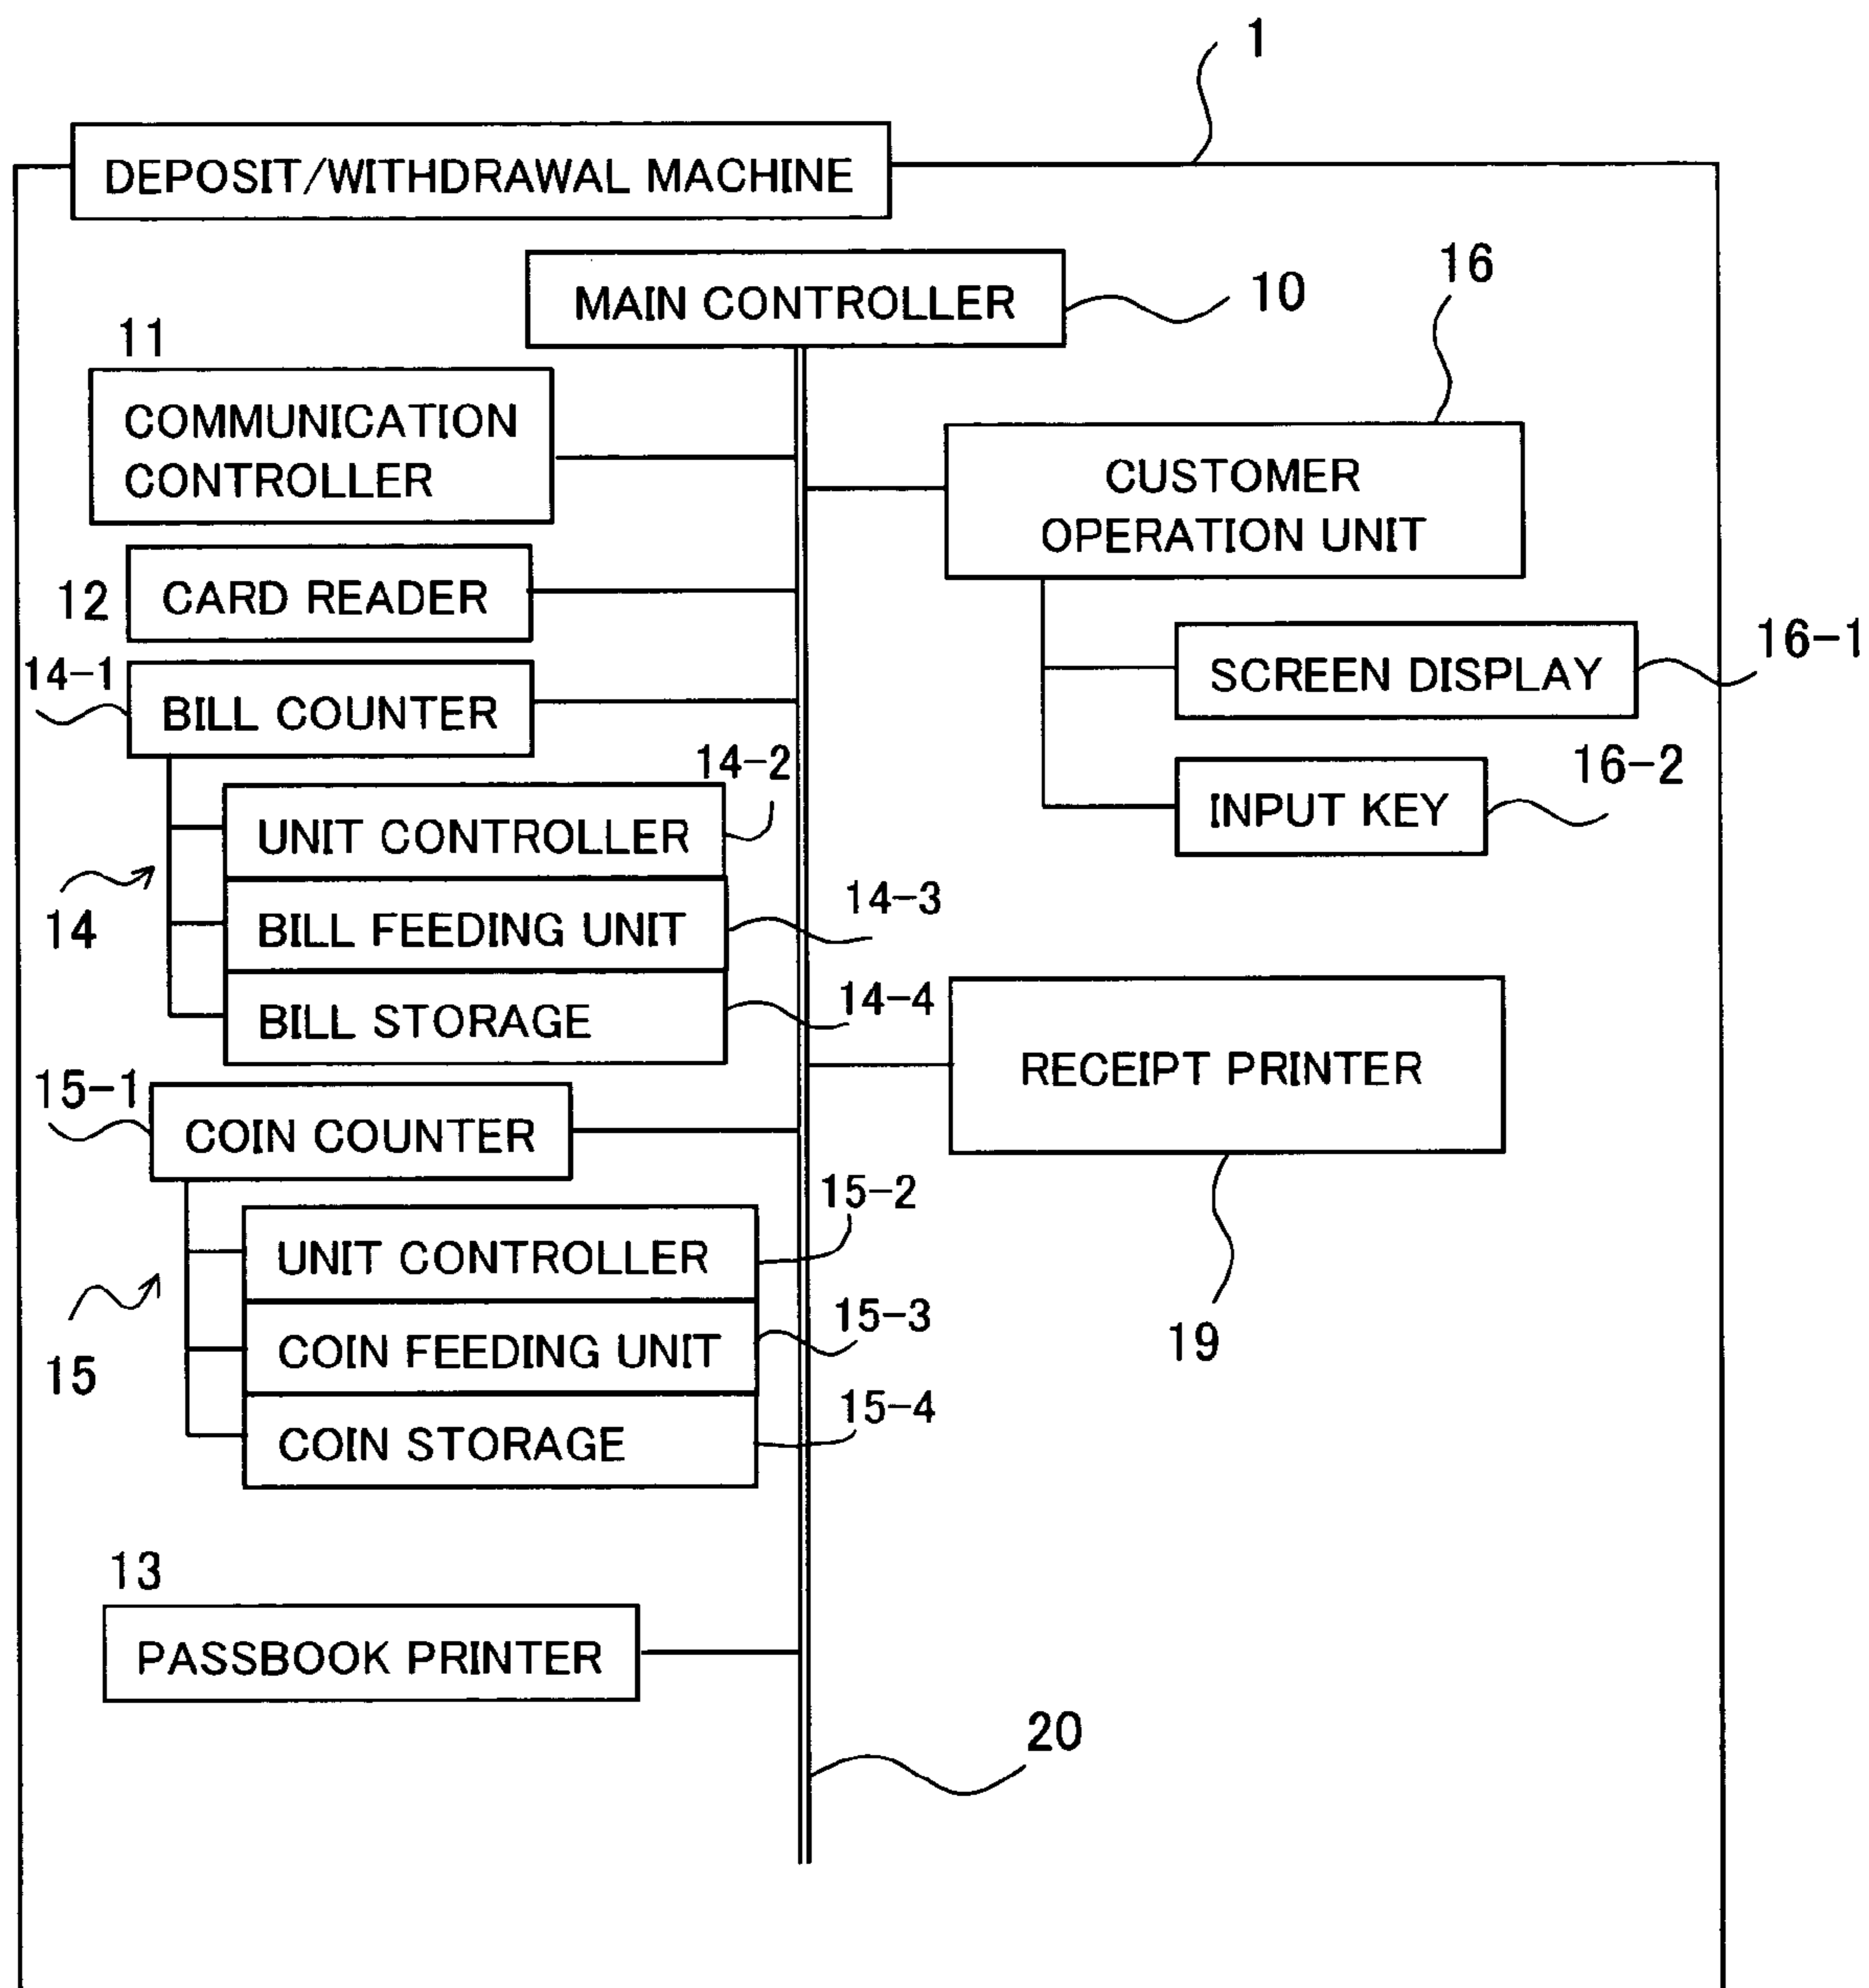 1
DEPOSIT/WITHDRAWAL MACHINE
MAIN CONTROLLER
10
16
11
COMMUNICATION
CONTROLLER
CUSTOMER
OPERATION UNIT
12
CARD READER
16-1
SCREEN DISPLAY
14-1
BILL COUNTER
16-2
INPUT KEY
14-2
UNIT CONTROLLER
14
14-3
BILL FEEDING UNIT
14-4
BILL STORAGE
RECEIPT PRINTER
19
15-1
COIN COUNTER
15-2
UNIT CONTROLLER
15
15-3
COIN FEEDING UNIT
15-4
COIN STORAGE
13
PASSBOOK PRINTER
20